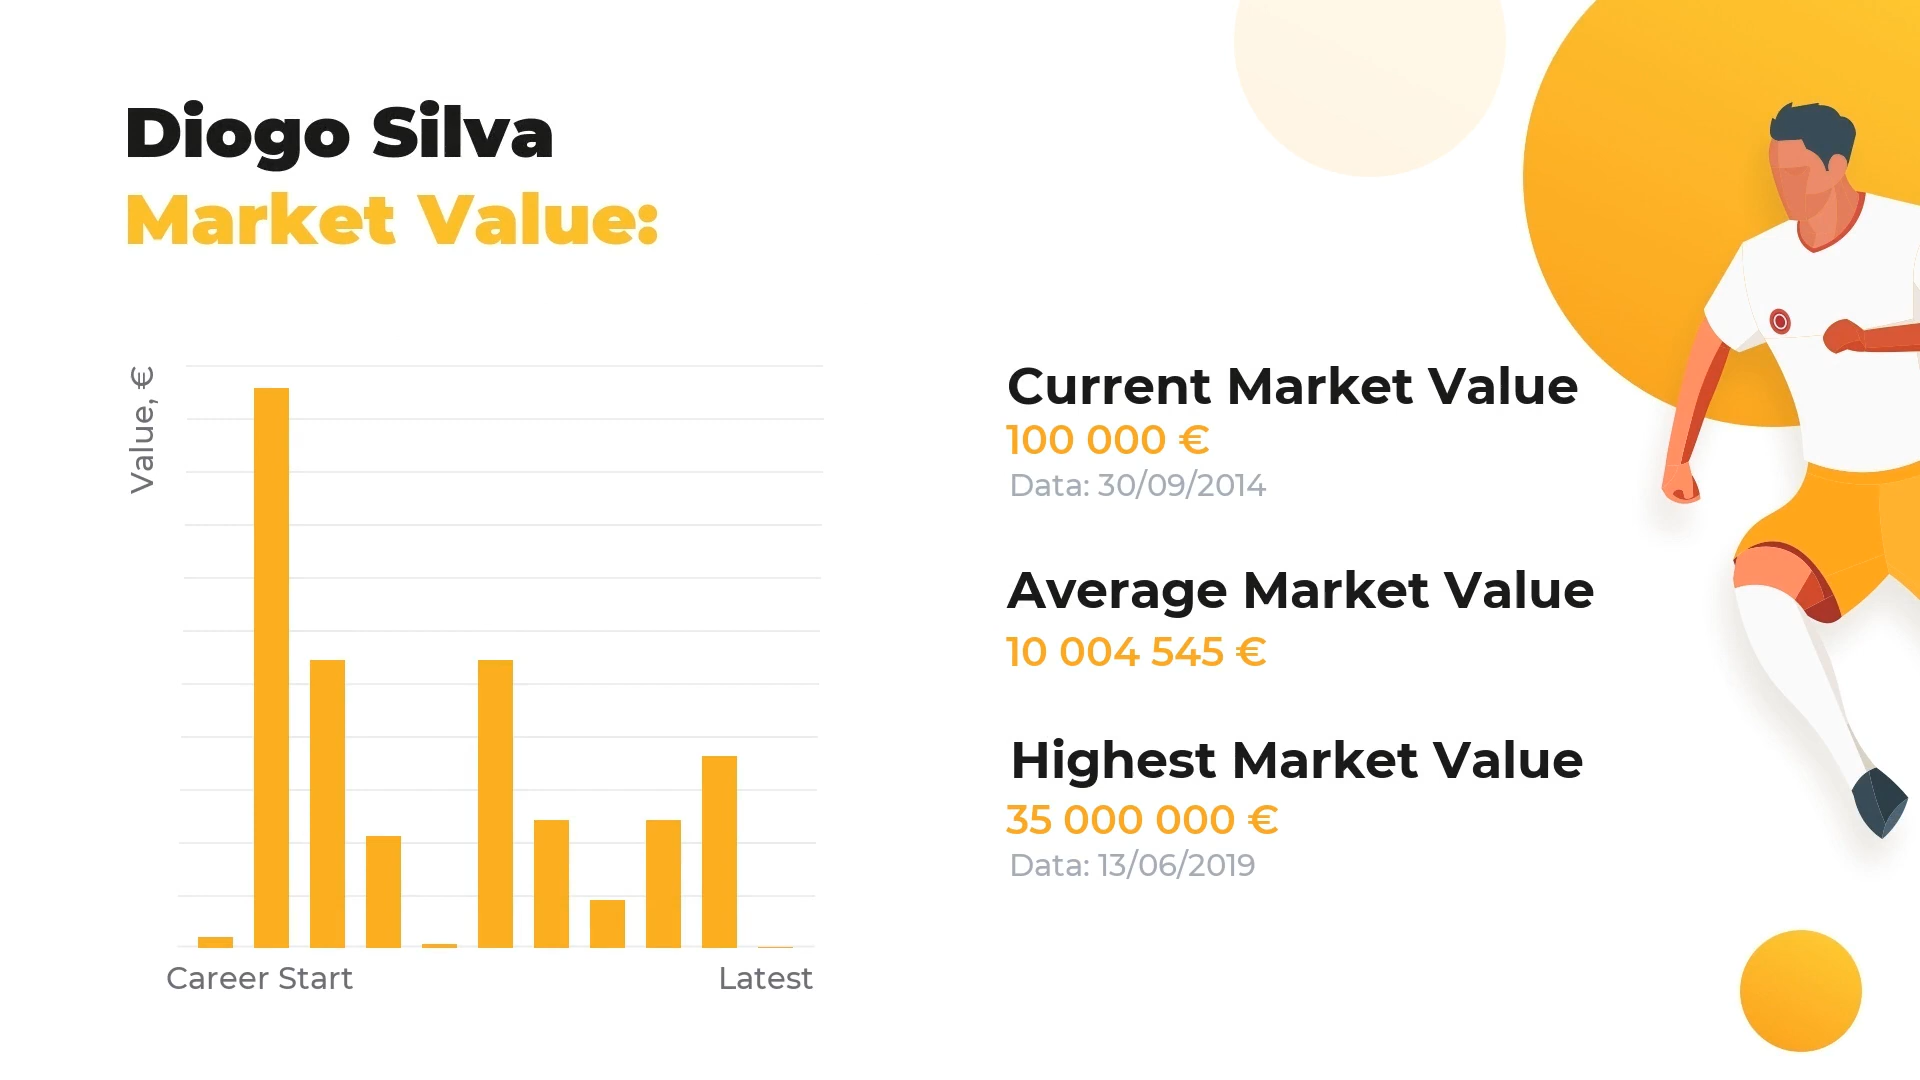 Diogo Silva
Market Value:
Value, €
Career Start
Latest
Current Market Value
100 000 €
Data: 30/09/2014
Average Market Value
10 004 545 €
Highest Market Value
35 000 000 €
Data: 13/06/2019